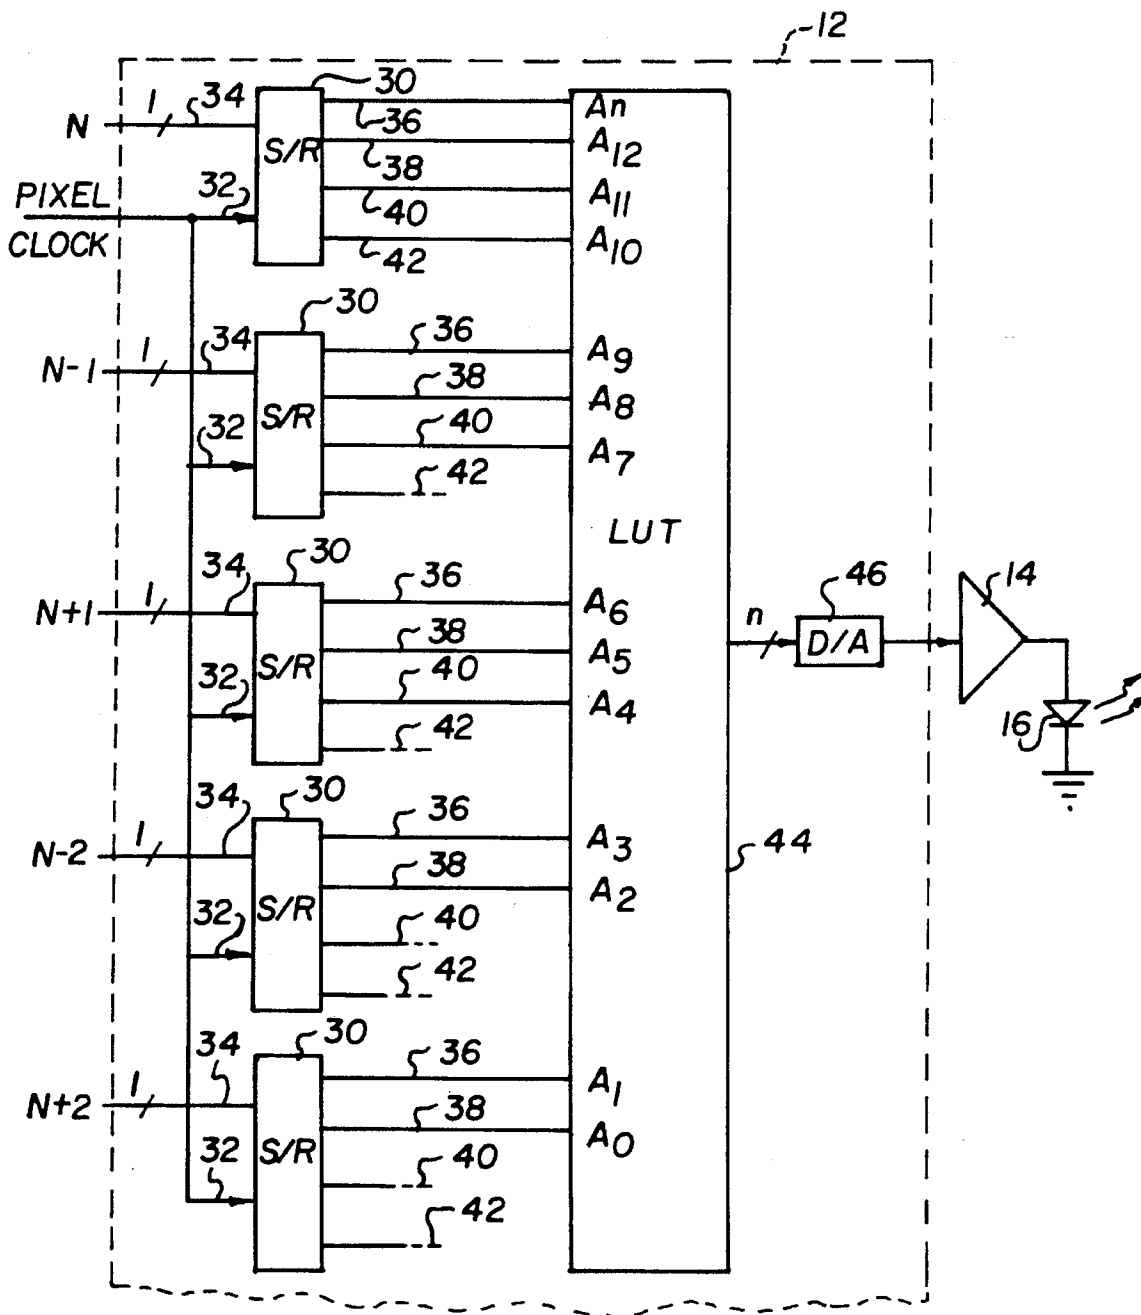 12
30
N 1 34 S/R 36 An
38 A12
PIXEL CLOCK 32 40 A11
42 A10
30
N-1 1 34 S/R 36 A9
38 A8
32 40 A7
42
LUT
30
N+1 1 34 S/R 36 A6
38 A5
32 40 A4
42
n 46 D/A 14
16
30
N-2 1 34 S/R 36 A3
38 A2
32 40
42
44
30
N+2 1 34 S/R 36 A1
38 A0
32 40
42